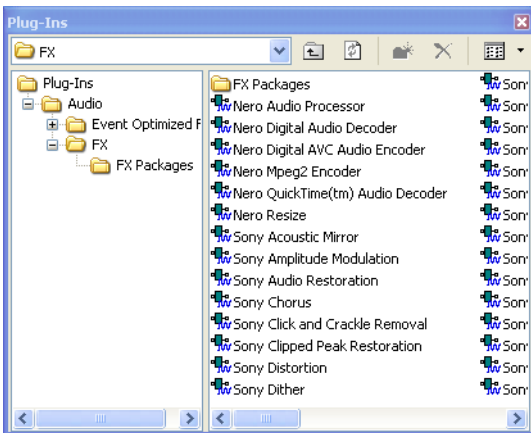 Plug-Ins
FX
Plug-Ins
Audio
Event Optimized F
FX
FX Packages
FX Packages
Nero Audio Processor
Nero Digital Audio Decoder
Nero Digital AVC Audio Encoder
Nero Mpeg2 Encoder
Nero QuickTime(tm) Audio Decoder
Nero Resize
Sony Acoustic Mirror
Sony Amplitude Modulation
Sony Audio Restoration
Sony Chorus
Sony Click and Crackle Removal
Sony Clipped Peak Restoration
Sony Distortion
Sony Dither